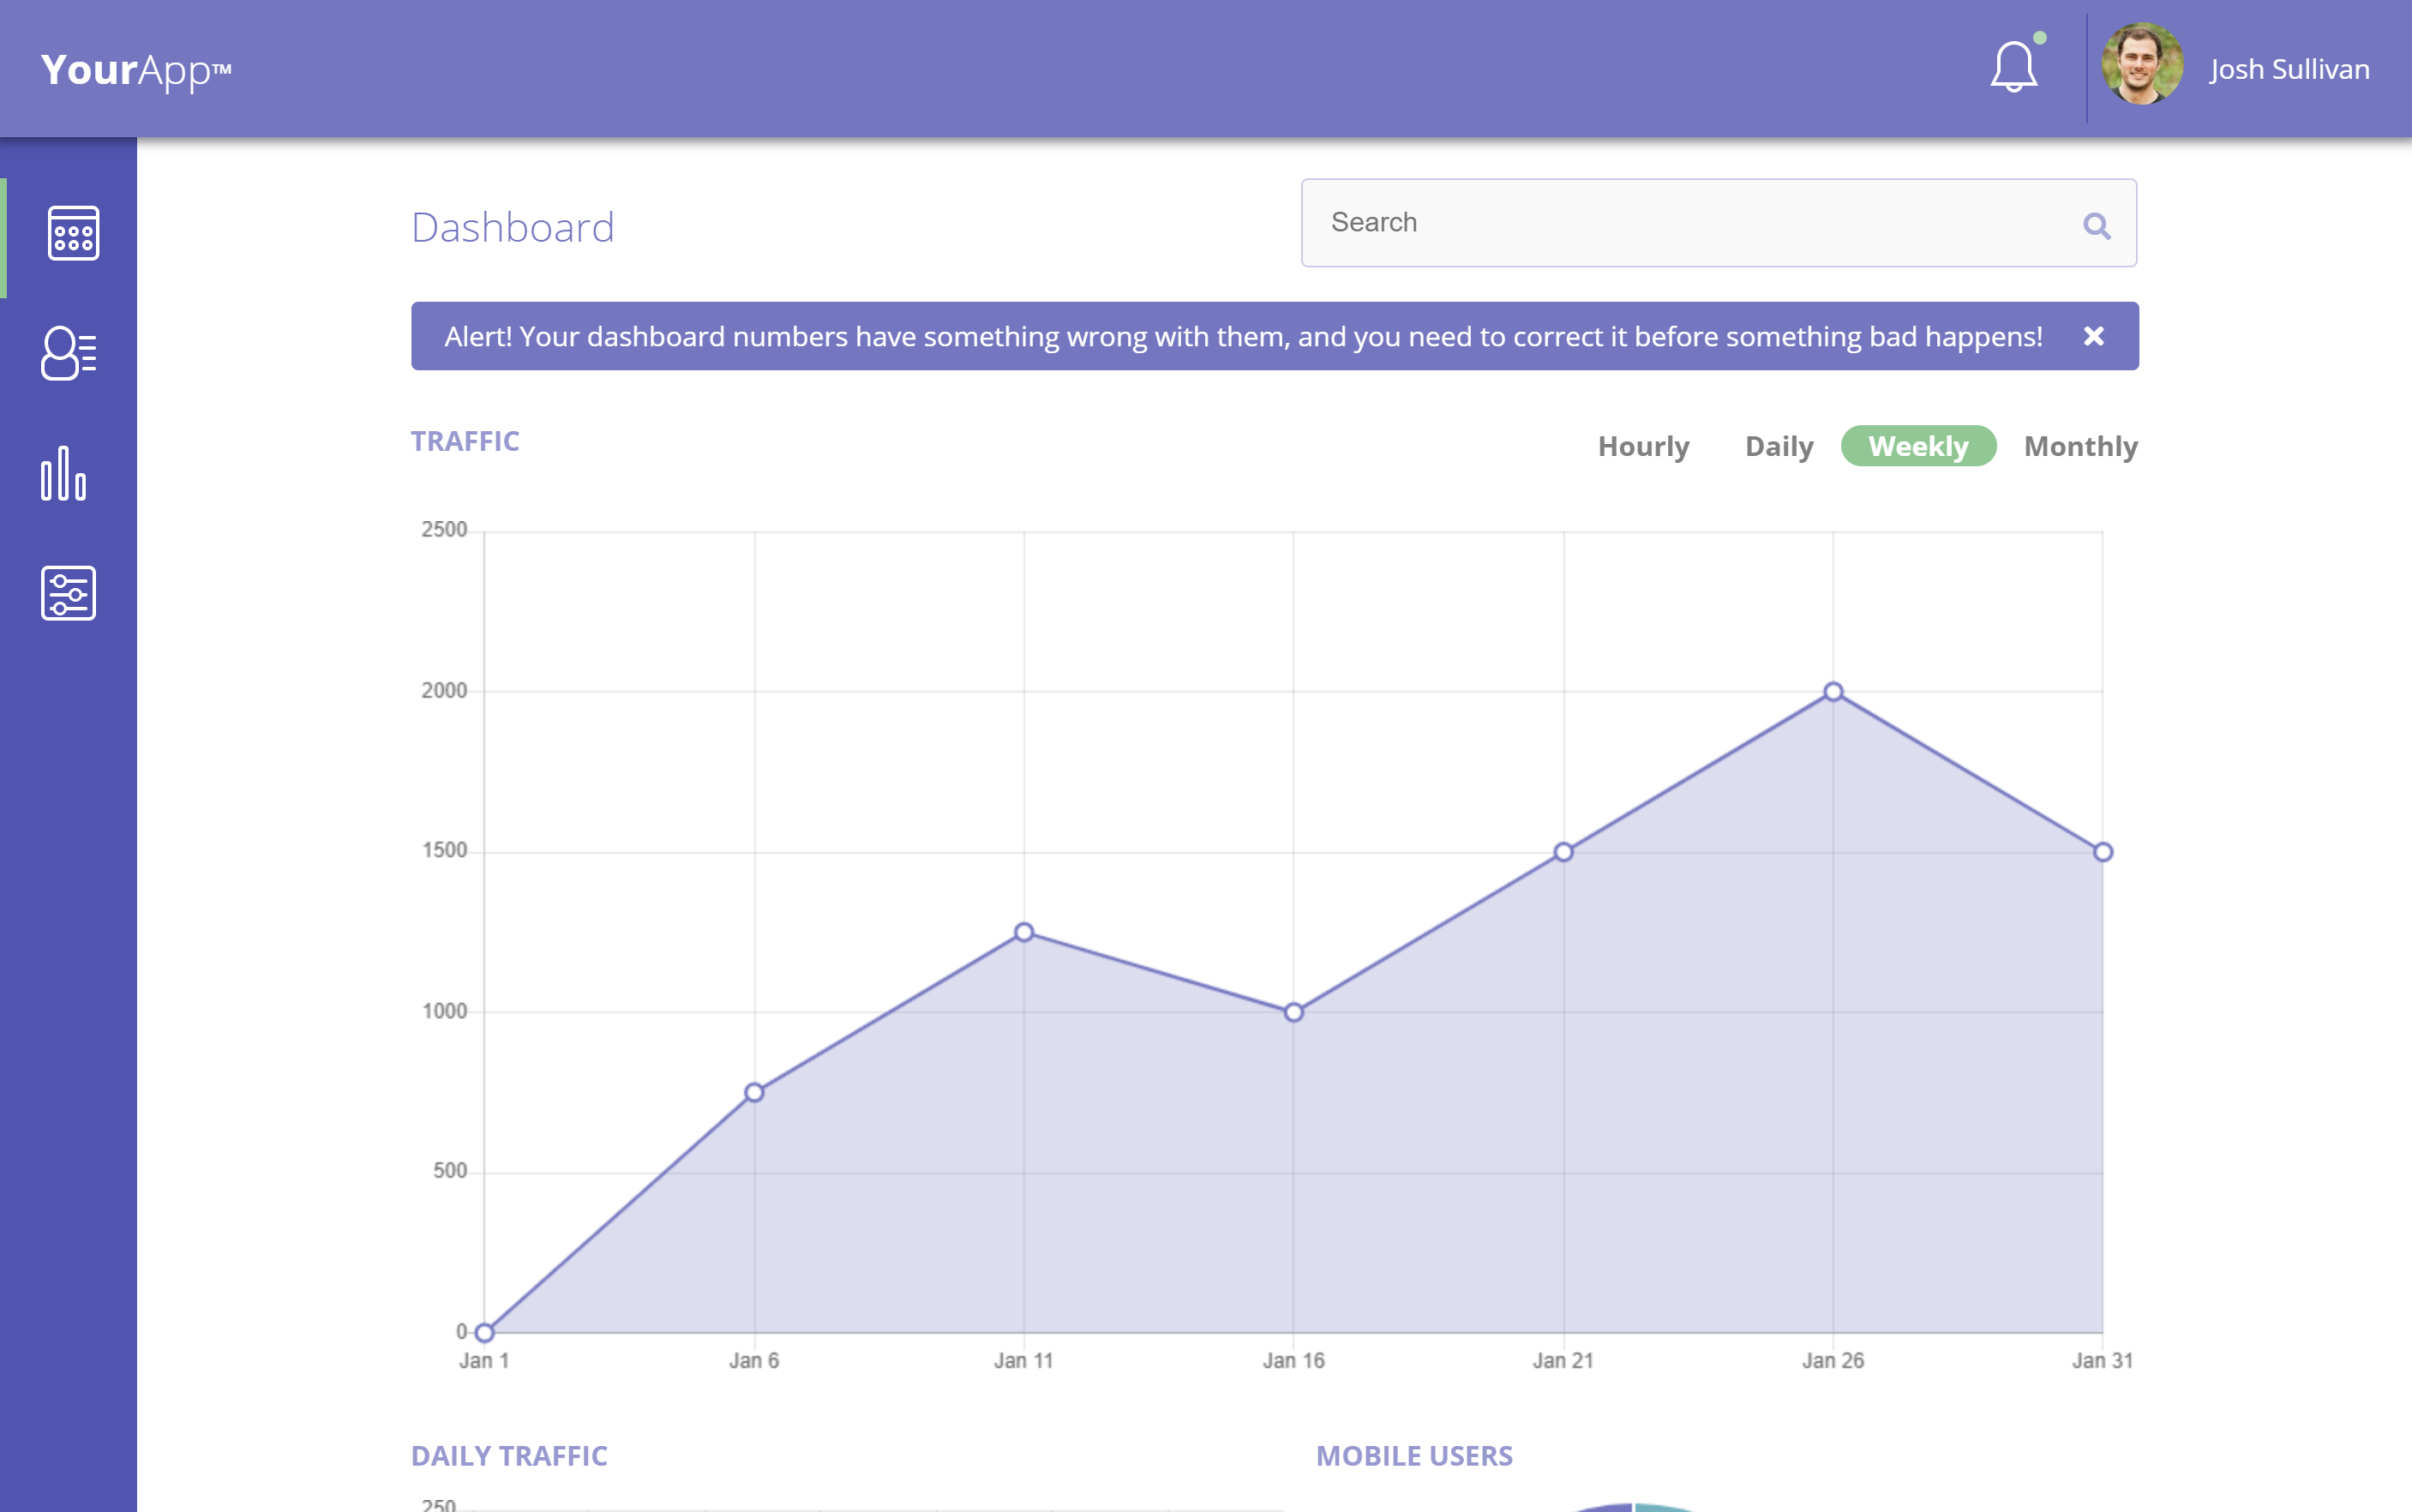 YourApp™
Josh Sullivan
Dashboard
Search
Alert! Your dashboard numbers have something wrong with them, and you need to correct it before something bad happens!
TRAFFIC
Hourly Daily Weekly Monthly
2500
2000
1500
1000
500
0
Jan 1 Jan 6 Jan 11 Jan 16 Jan 21 Jan 26 Jan 31
DAILY TRAFFIC
MOBILE USERS
250